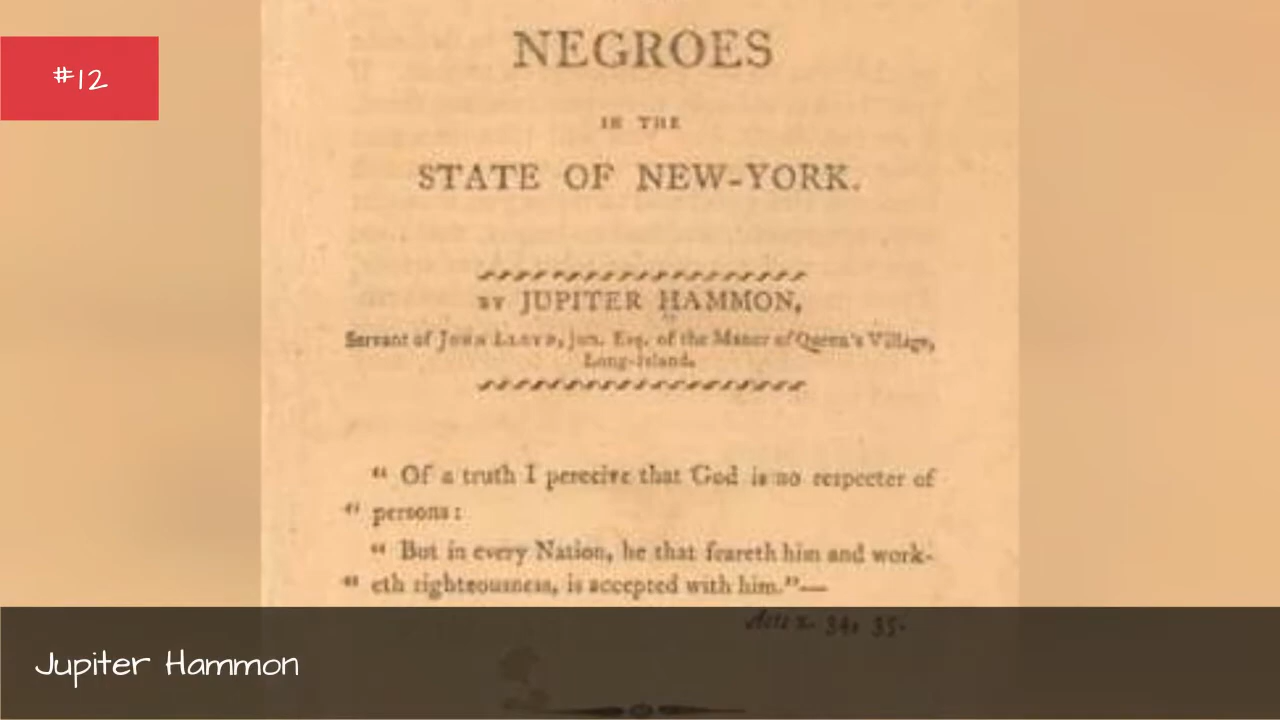 #12
NEGROES
IN THE
STATE OF NEW-YORK.
BY JUPITER HAMMON,
Servant of JOHN LLOYD, jun. Esq. of the Manor of Queen's Village,
Long-Island.
“ Of a truth I perceive that God is no respecter of
“ persons :
“ But in every Nation, he that feareth him and work-
“ eth righteousness, is accepted with him.”—
Acts x. 34, 35.
Jupiter Hammon